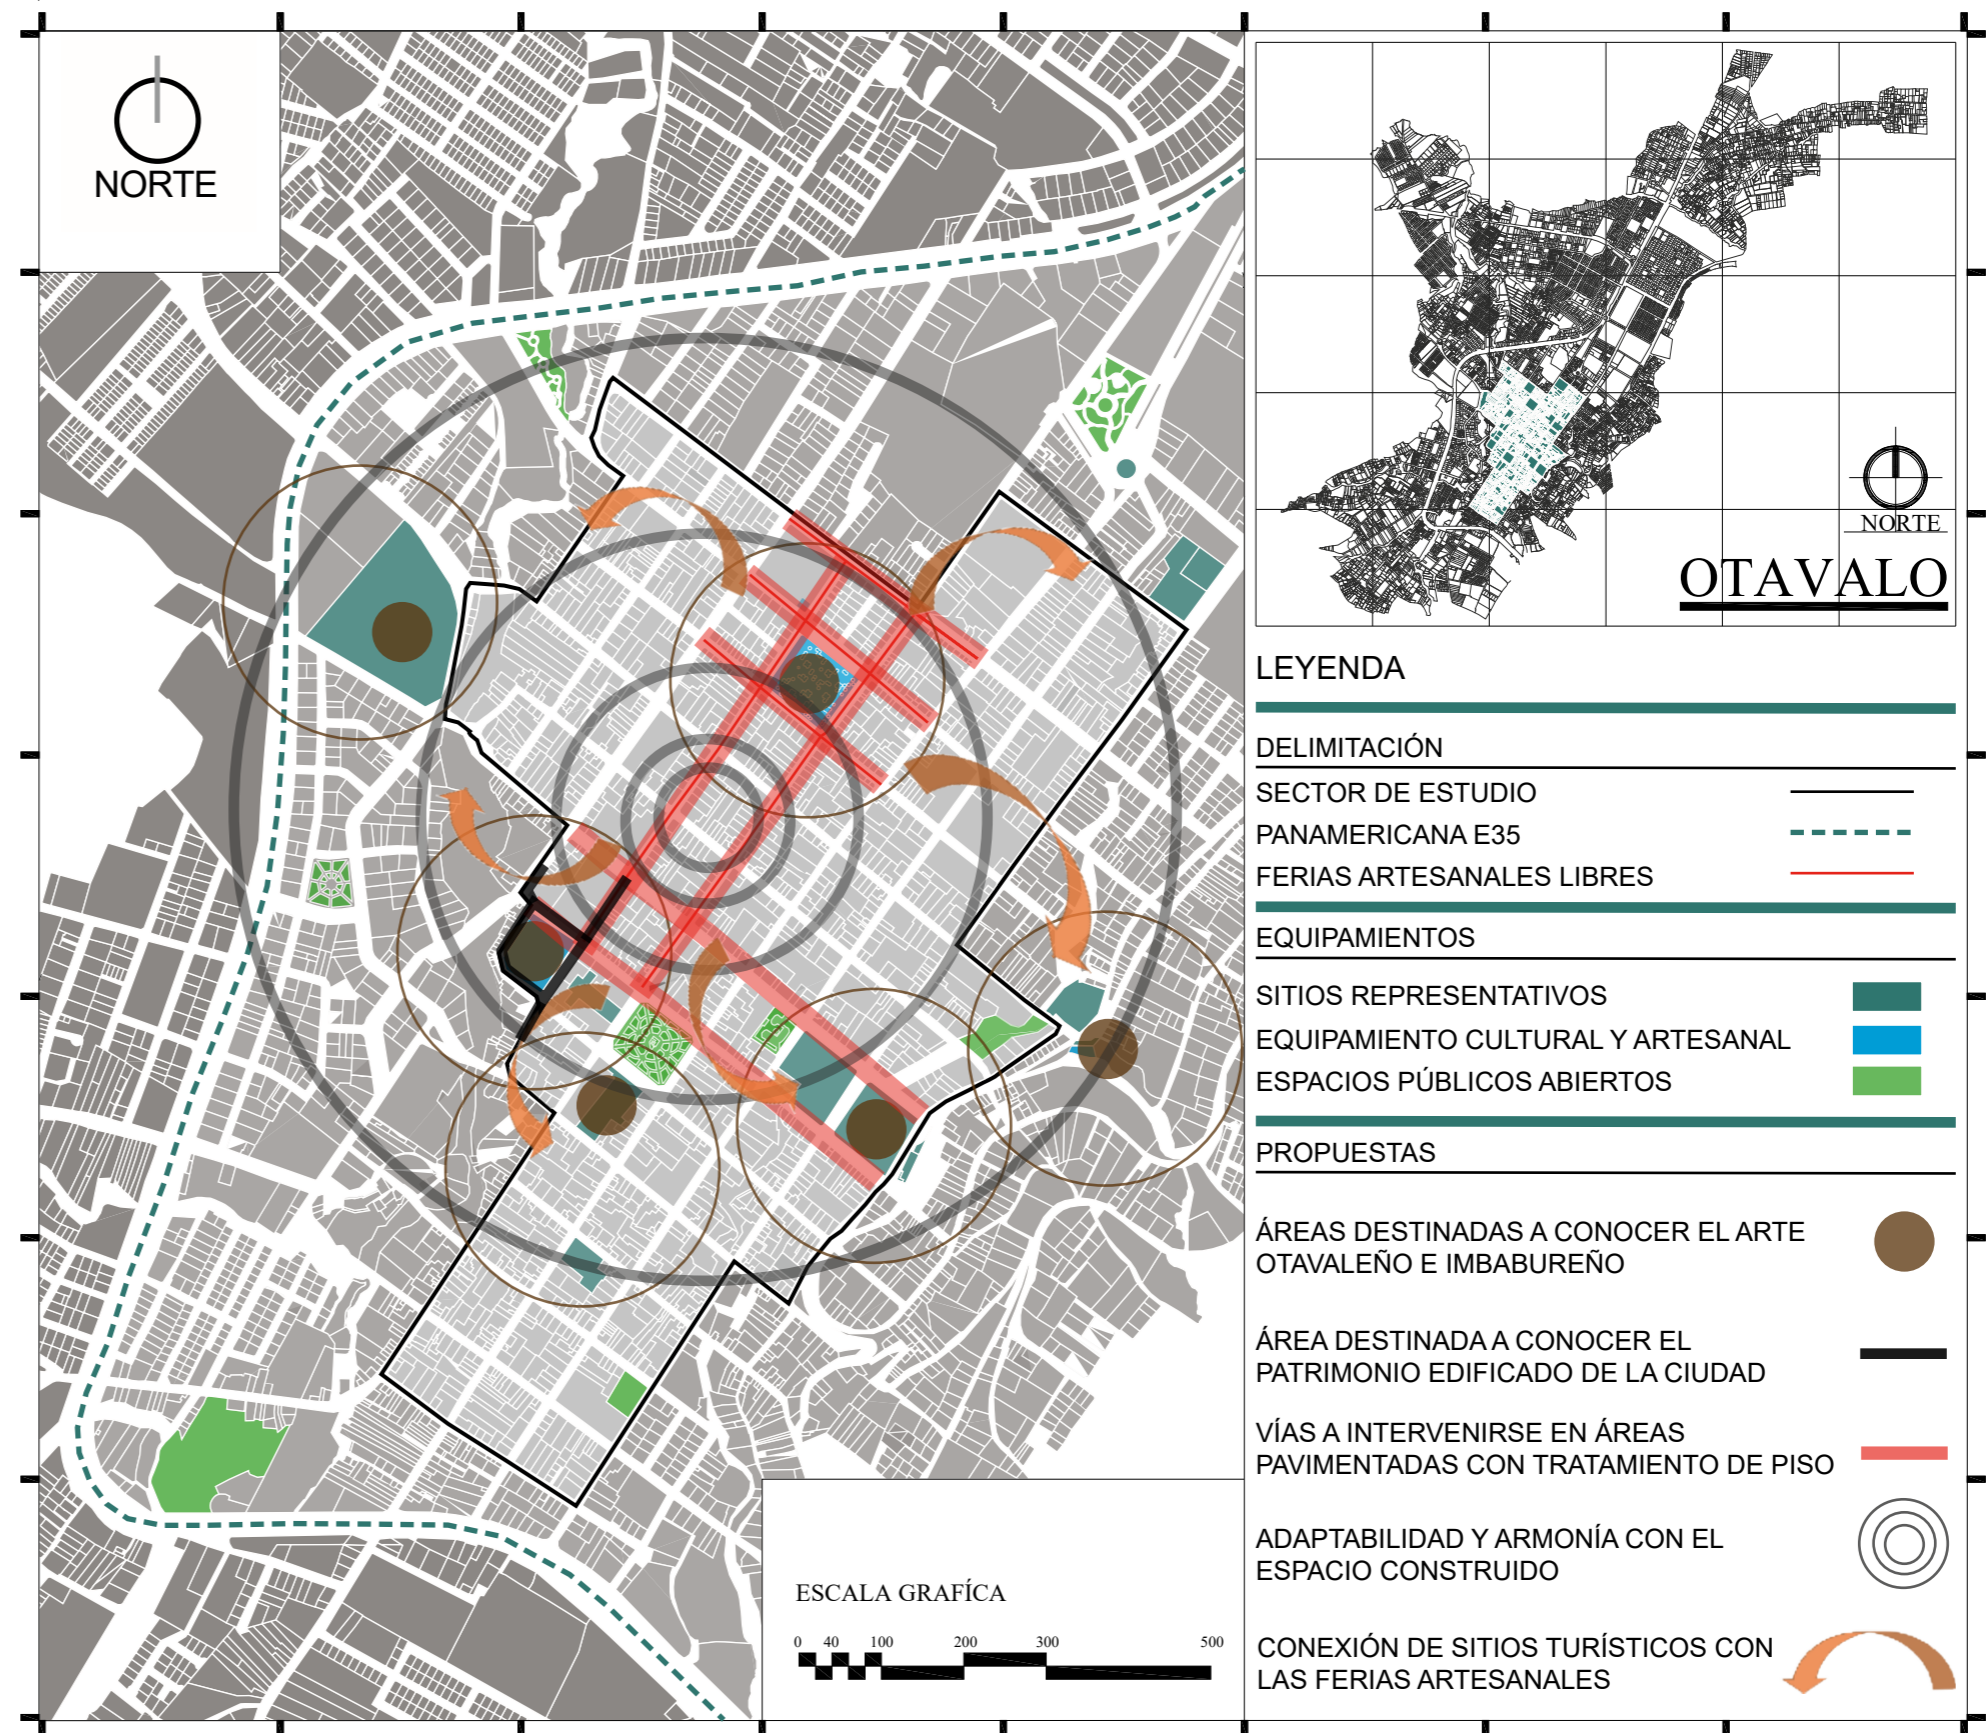 NORTE
NORTE
OTAVALO
LEYENDA
DELIMITACIÓN
SECTOR DE ESTUDIO
PANAMERICANA E35
FERIAS ARTESANALES LIBRES
EQUIPAMIENTOS
SITIOS REPRESENTATIVOS
EQUIPAMIENTO CULTURAL Y ARTESANAL
ESPACIOS PÚBLICOS ABIERTOS
PROPUESTAS
ÁREAS DESTINADAS A CONOCER EL ARTE
OTAVALEÑO E IMBABUREÑO
ÁREA DESTINADA A CONOCER EL
PATRIMONIO EDIFICADO DE LA CIUDAD
VÍAS A INTERVENIRSE EN ÁREAS
PAVIMENTADAS CON TRATAMIENTO DE PISO
ADAPTABILIDAD Y ARMONÍA CON EL
ESPACIO CONSTRUIDO
CONEXIÓN DE SITIOS TURÍSTICOS CON
LAS FERIAS ARTESANALES
ESCALA GRAFÍCA
0 40 100 200 300 500